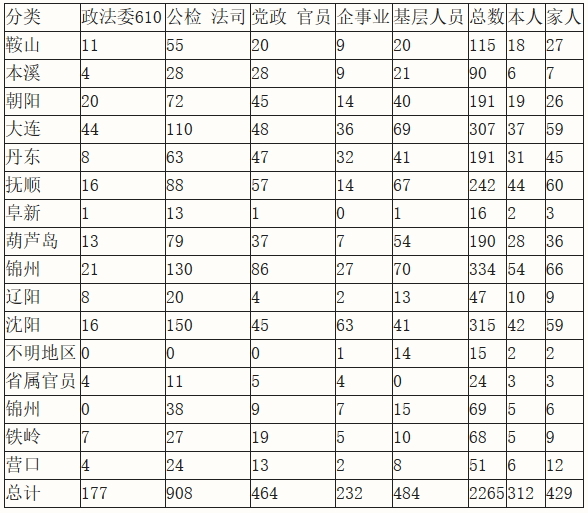 分类 政法委610 公检 法司 党政 官员 企事业 基层人员 总数 本人 家人
鞍山 11 55 20 9 20 115 18 27
本溪 4 28 28 9 21 90 6 7
朝阳 20 72 45 14 40 191 19 26
大连 44 110 48 36 69 307 37 59
丹东 8 63 47 32 41 191 31 45
抚顺 16 88 57 14 67 242 44 60
阜新 1 13 1 0 1 16 2 3
葫芦岛 13 79 37 7 54 190 28 36
锦州 21 130 86 27 70 334 54 66
辽阳 8 20 4 2 13 47 10 9
沈阳 16 150 45 63 41 315 42 59
不明地区 0 0 0 1 14 15 2 2
省属官员 4 11 5 4 0 24 3 3
锦州 0 38 9 7 15 69 5 6
铁岭 7 27 19 5 10 68 5 9
营口 4 24 13 2 8 51 6 12
总计 177 908 464 232 484 2265 312 429